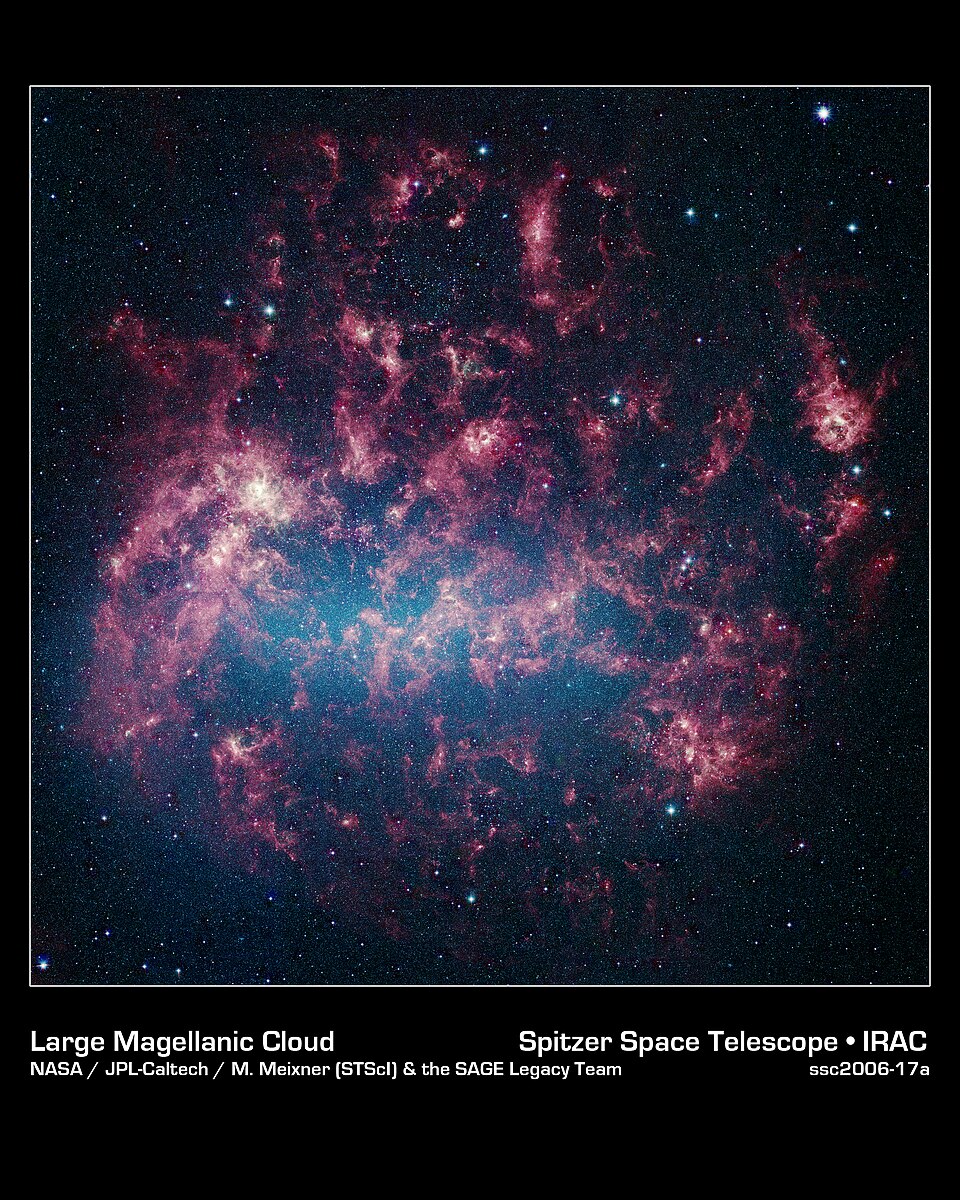 Large Magellanic Cloud Spitzer Space Telescope • IRAC
NASA / JPL-Caltech / M. Meixner (STScI) & the SAGE Legacy Team ssc2006-17a